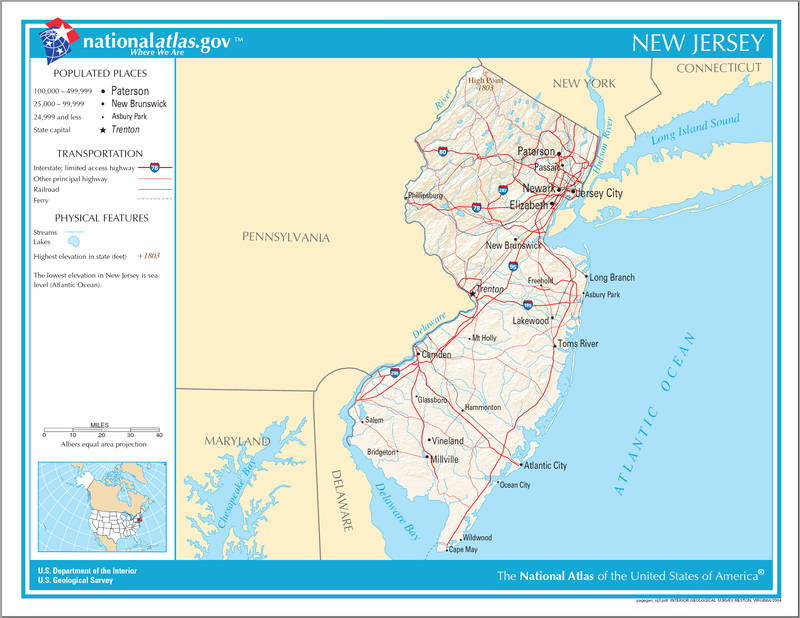 nationalatlas.gov ™
Where We Are
NEW JERSEY
POPULATED PLACES
100,000 – 499,999 • Paterson
25,000 – 99,999 • New Brunswick
24,999 and less • Asbury Park
State capital ★ Trenton
TRANSPORTATION
Interstate; limited access highway 78
Other principal highway
Railroad
Ferry
PHYSICAL FEATURES
Streams
Lakes
Highest elevation in state (feet) +1803
The lowest elevation in New Jersey is sea
level (Atlantic Ocean).
MILES
0 10 20 30 40
Albers equal area projection
CONNECTICUT
NEW YORK
High Point
1803
River
Hudson River
Long Island Sound
80
Paterson
Passaic
287
Newark
Jersey City
Phillipsburg
78
Elizabeth
PENNSYLVANIA
New Brunswick
95
Long Branch
Freehold
Trenton
Asbury Park
195
Lakewood
Delaware
Mt Holly
Toms River
Camden
295
ATLANTIC OCEAN
Glassboro
Hammonton
Salem
MARYLAND
Vineland
Bridgeton
Millville
Atlantic City
Chesapeake Bay
DELAWARE
Delaware Bay
Ocean City
Wildwood
Cape May
U.S. Department of the Interior
U.S. Geological Survey
The National Atlas of the United States of America®
pagegen_nj3.pdf INTERIOR-GEOLOGICAL SURVEY, RESTON, VIRGINIA-2004